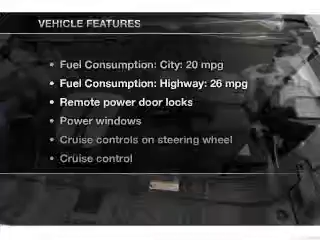 VEHICLE FEATURES
• Fuel Consumption: City: 20 mpg
• Fuel Consumption: Highway: 26 mpg
• Remote power door locks
• Power windows
• Cruise controls on steering wheel
• Cruise control